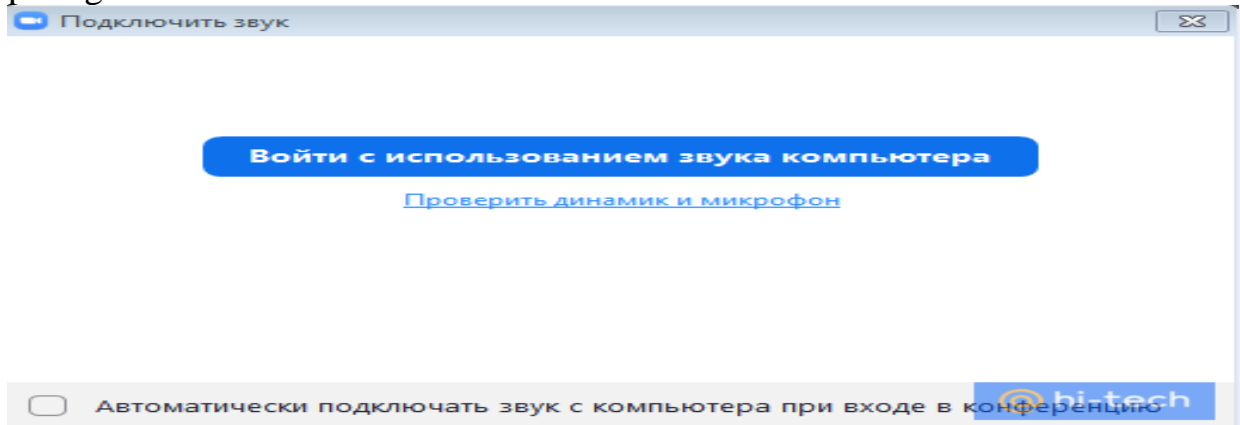 Подключить звук
Войти с использованием звука компьютера
Проверить динамик и микрофон
Автоматически подключать звук с компьютера при входе в конференцию
hi-tech